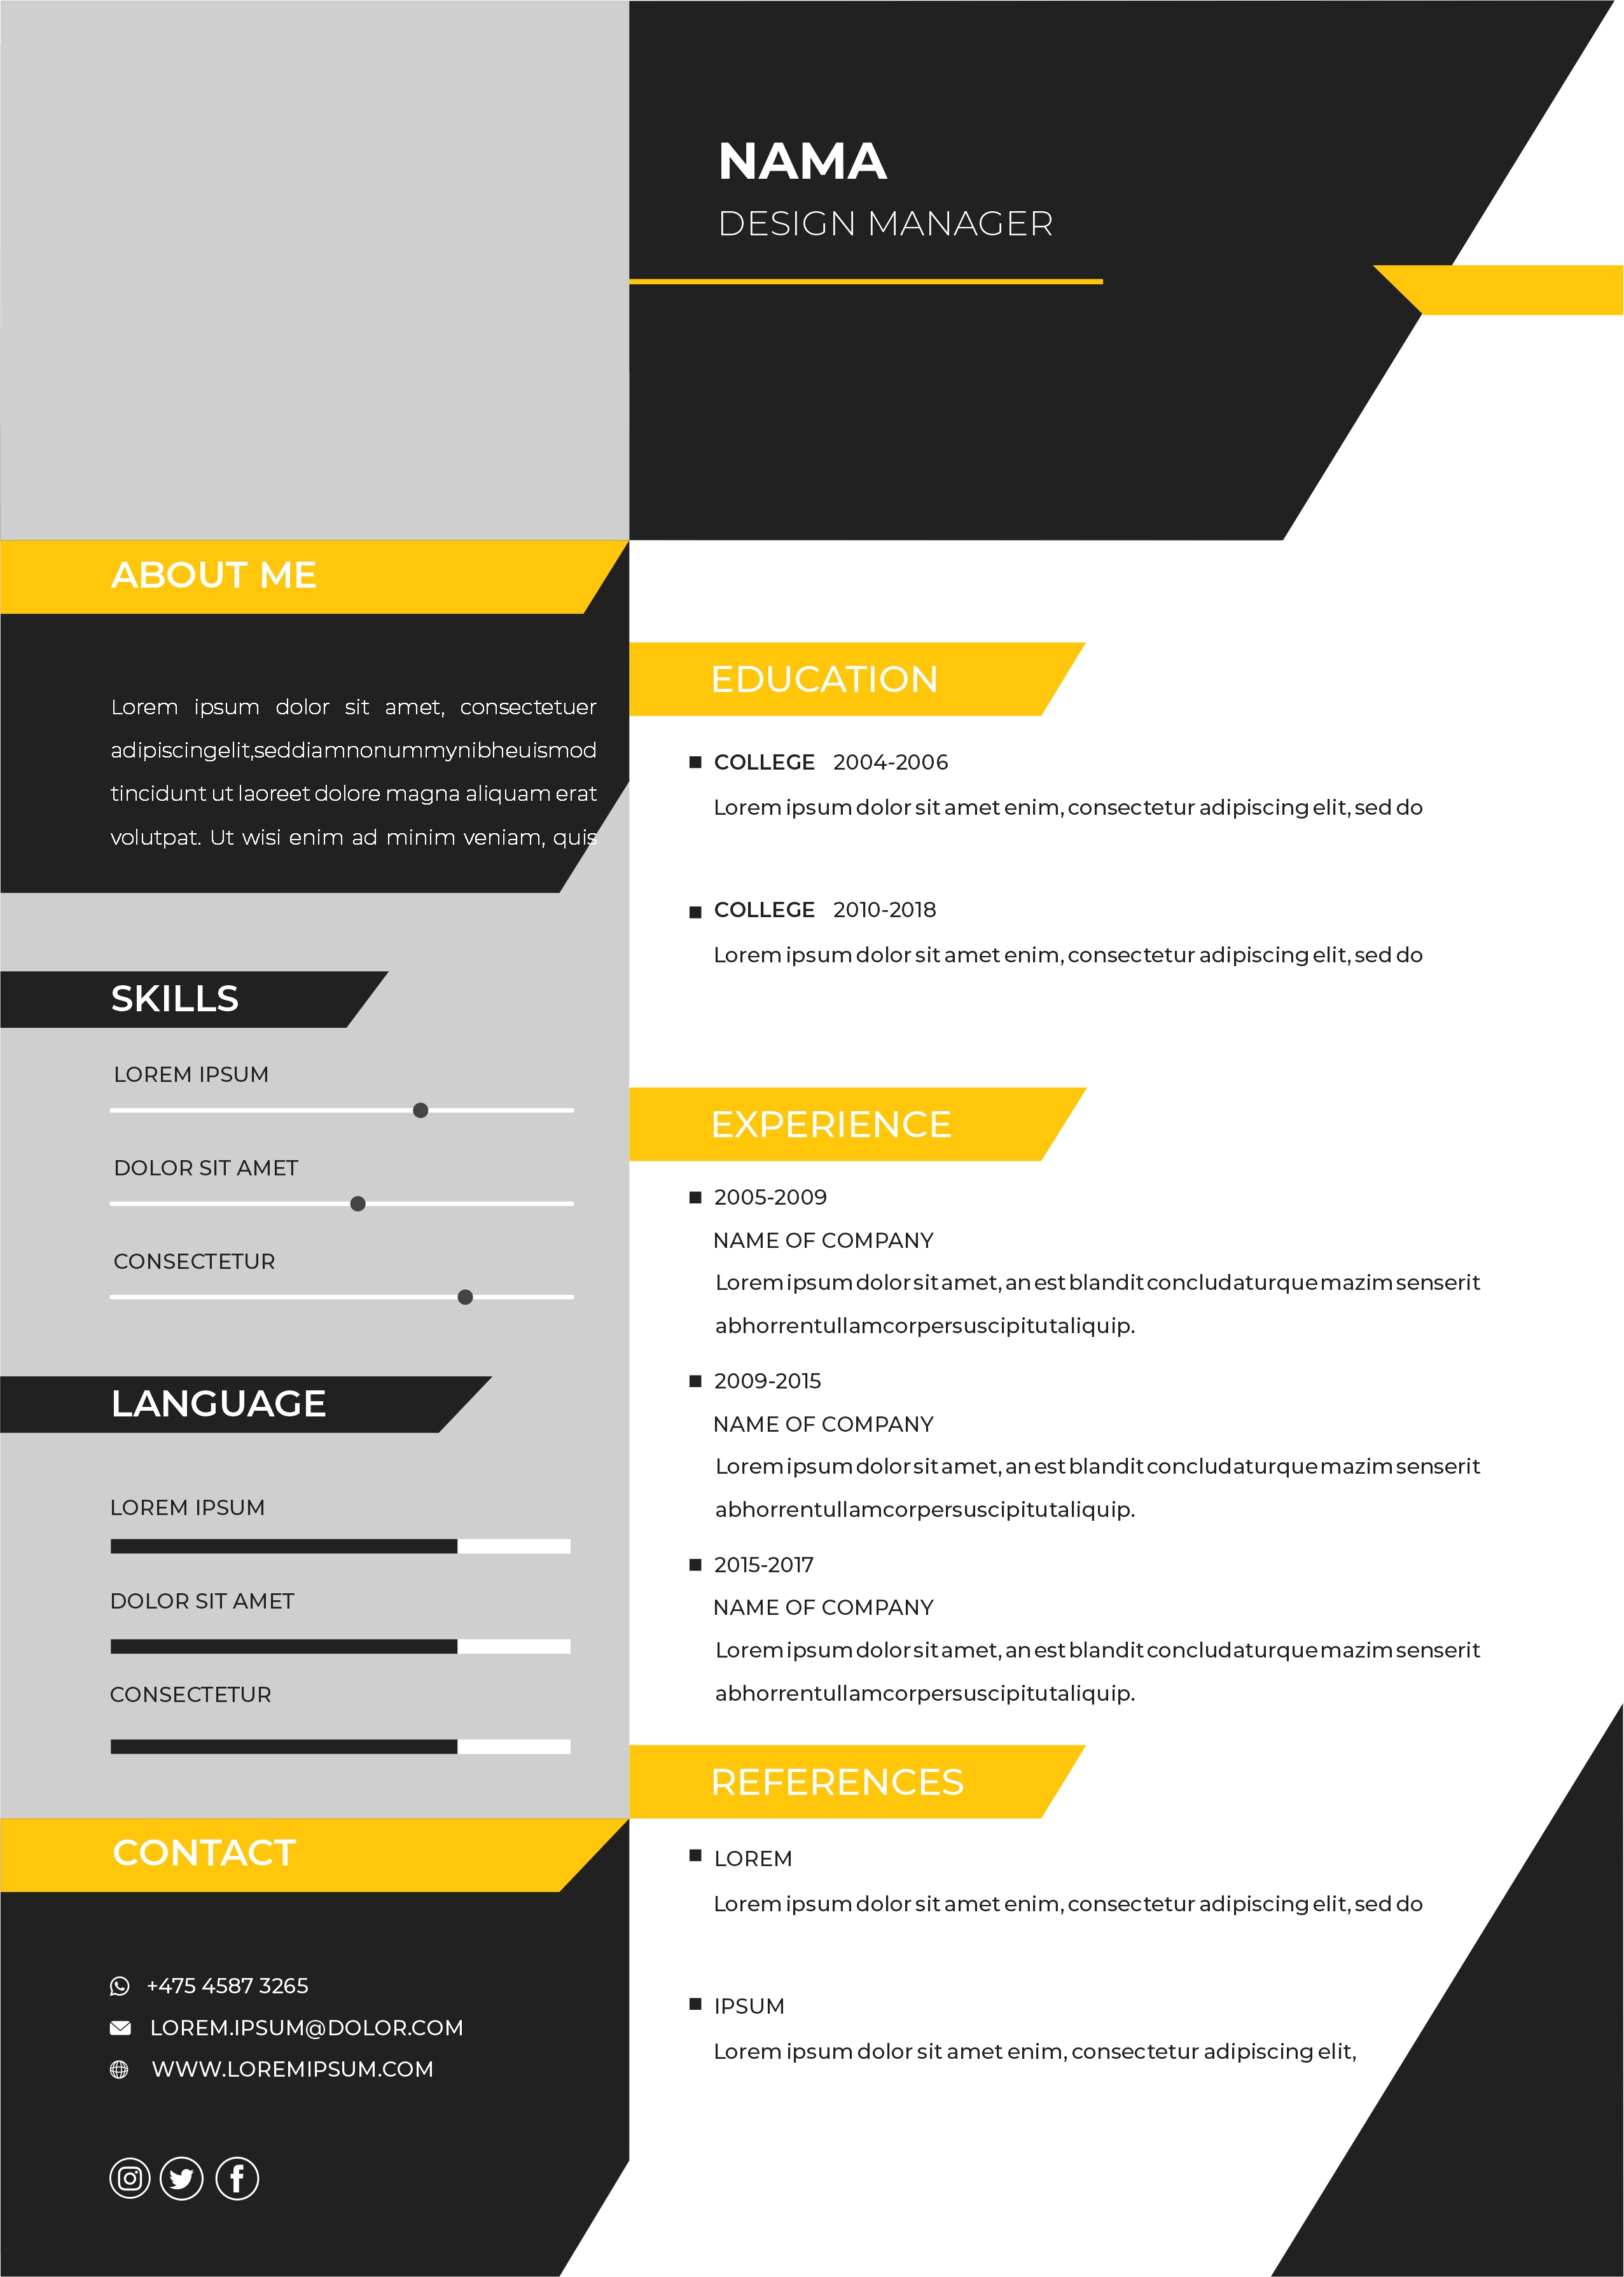 NAMA
DESIGN MANAGER
ABOUT ME
Lorem ipsum dolor sit amet, consectetuer
adipiscingelit,seddiamnonummynibheuismod
tincidunt ut laoreet dolore magna aliquam erat
volutpat. Ut wisi enim ad minim veniam, quis
SKILLS
LOREM IPSUM
DOLOR SIT AMET
CONSECTETUR
LANGUAGE
LOREM IPSUM
DOLOR SIT AMET
CONSECTETUR
CONTACT
+475 4587 3265
LOREM.IPSUM@DOLOR.COM
WWW.LOREMIPSUM.COM
EDUCATION
COLLEGE 2004-2006
Lorem ipsum dolor sit amet enim, consectetur adipiscing elit, sed do
COLLEGE 2010-2018
Lorem ipsum dolor sit amet enim, consectetur adipiscing elit, sed do
EXPERIENCE
2005-2009
NAME OF COMPANY
Lorem ipsum dolor sit amet, an est blandit concludaturque mazim senserit
abhorrentullamcorpersuscipitutaliquip.
2009-2015
NAME OF COMPANY
Lorem ipsum dolor sit amet, an est blandit concludaturque mazim senserit
abhorrentullamcorpersuscipitutaliquip.
2015-2017
NAME OF COMPANY
Lorem ipsum dolor sit amet, an est blandit concludaturque mazim senserit
abhorrentullamcorpersuscipitutaliquip.
REFERENCES
LOREM
Lorem ipsum dolor sit amet enim, consectetur adipiscing elit, sed do
IPSUM
Lorem ipsum dolor sit amet enim, consectetur adipiscing elit,